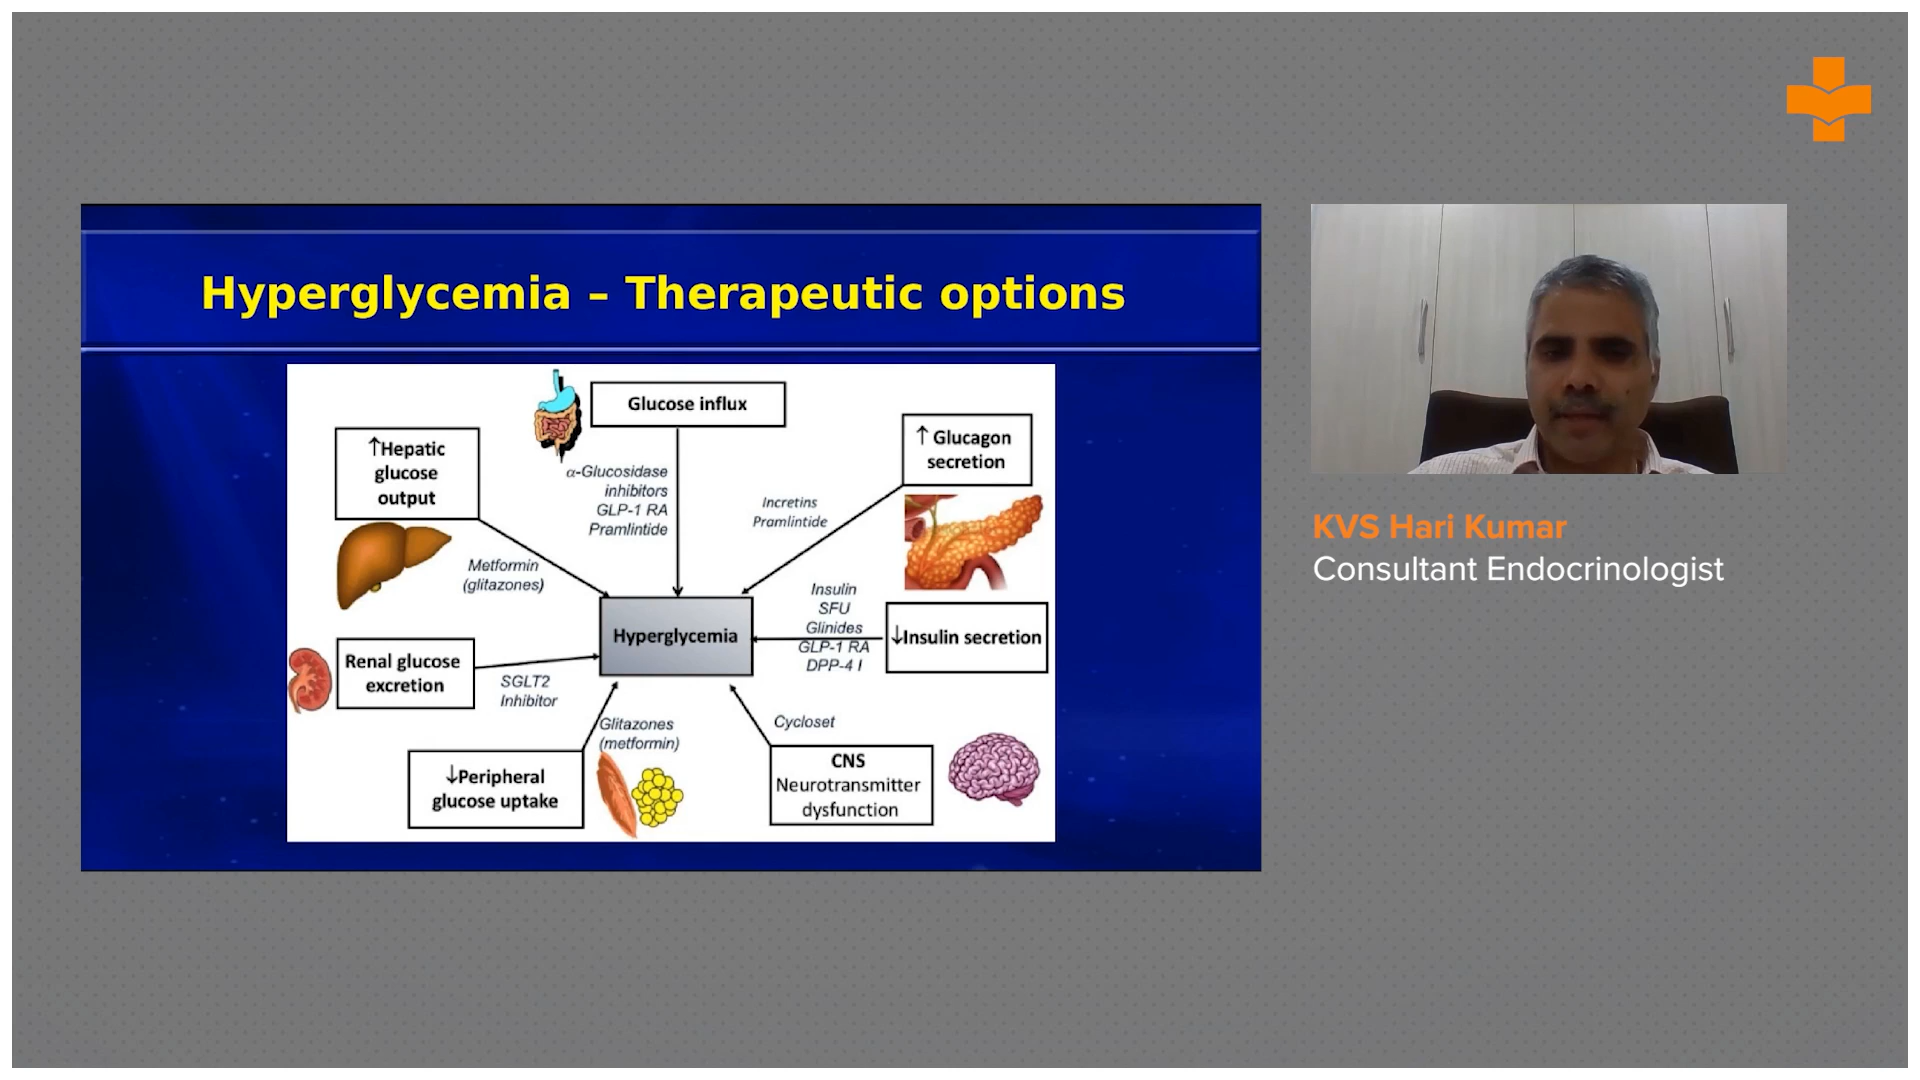 Hyperglycemia – Therapeutic options
Glucose influx
↑Hepatic
glucose
output
↑ Glucagon
secretion
α-Glucosidase
inhibitors
GLP-1 RA
Pramlintide
Incretins
Pramlintide
Metformin
(glitazones)
Insulin
SFU
Glinides
GLP-1 RA
DPP-4 I
Hyperglycemia
↓Insulin secretion
Renal glucose
excretion
SGLT2
Inhibitor
Glitazones
(metformin)
Cycloset
↓Peripheral
glucose uptake
CNS
Neurotransmitter
dysfunction
KVS Hari Kumar
Consultant Endocrinologist